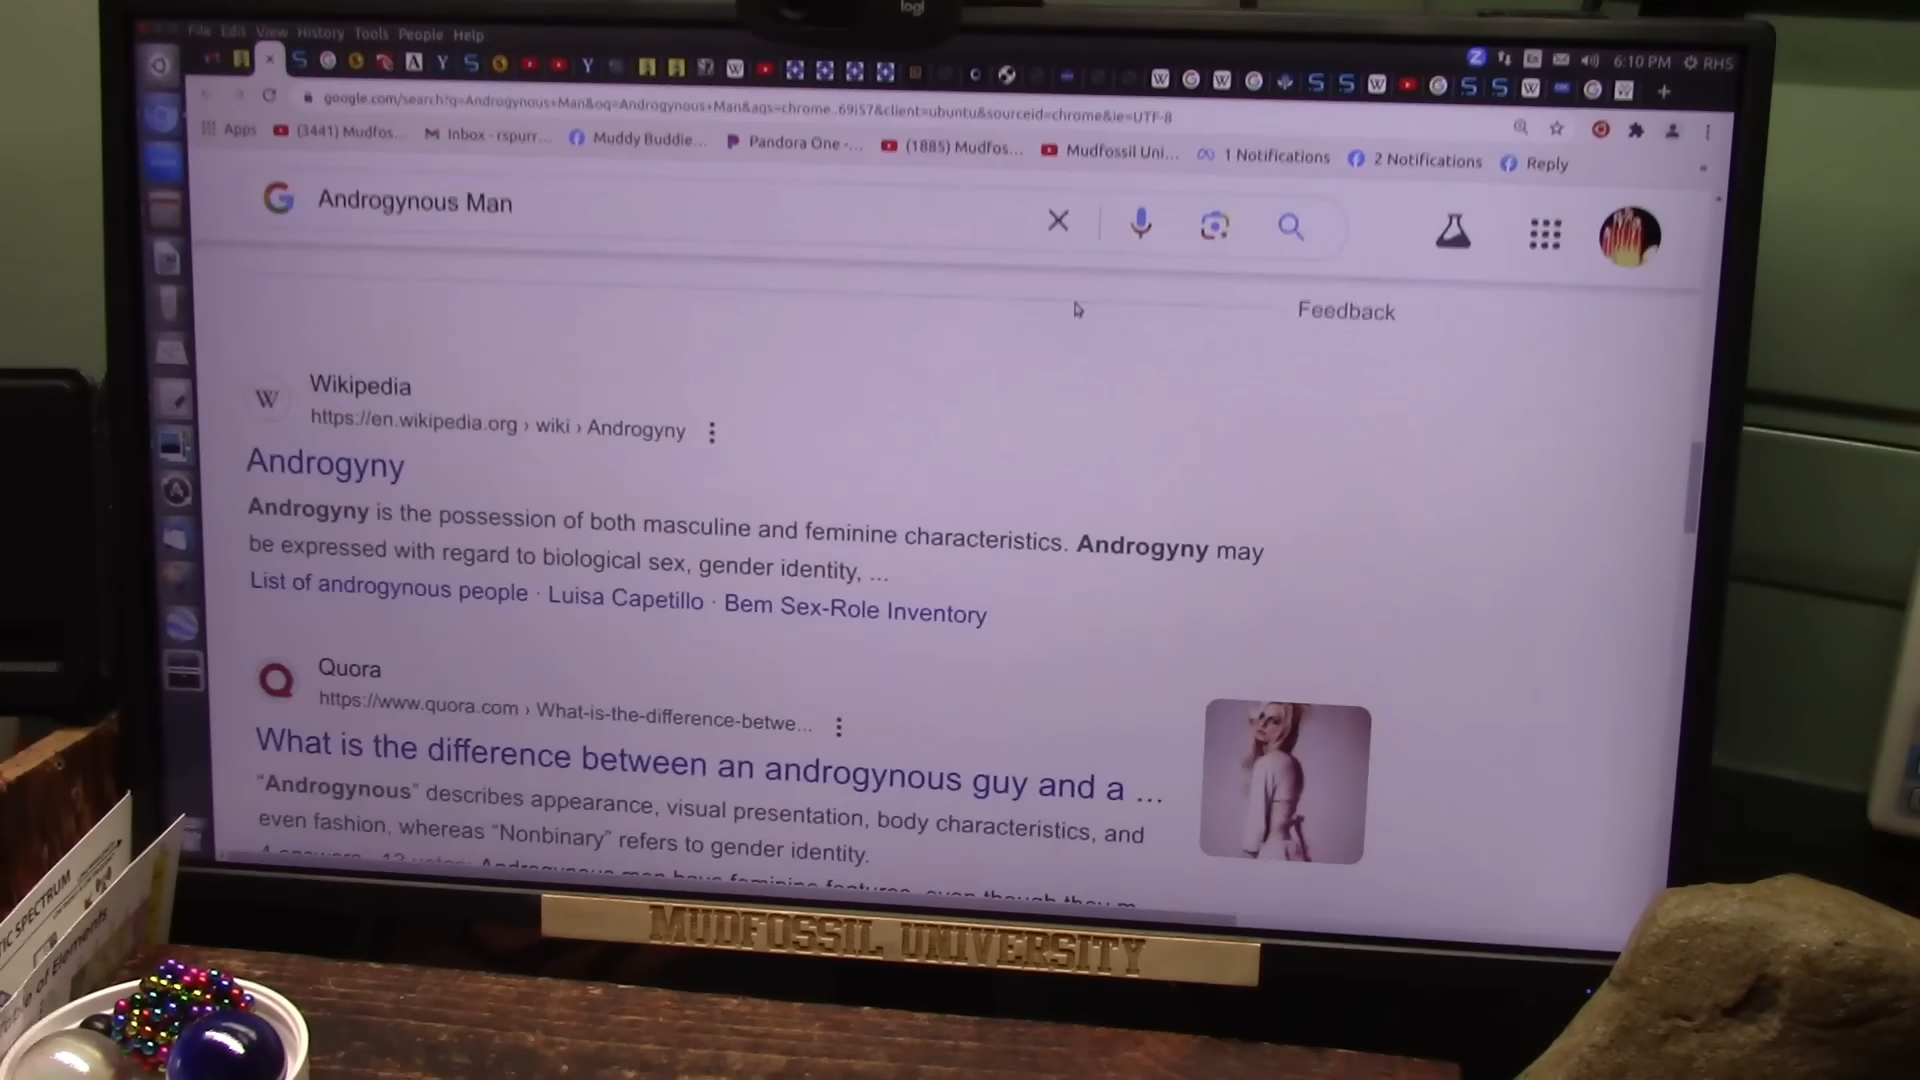 logi
File Edit View History Tools People Help
6:10 PM RHS
google.com/search?q=Androgynous+Man&oq=Androgynous+Man&aqs=chrome..69i57&client=ubuntu&sourceid=chrome&ie=UTF-8
Apps (3441) Mudfos... Inbox - rspurr... Muddy Buddie... Pandora One -... (1885) Mudfos... Mudfossil Uni... 1 Notifications 2 Notifications Reply
Androgynous Man
Feedback
Wikipedia
https://en.wikipedia.org › wiki › Androgyny
Androgyny
Androgyny is the possession of both masculine and feminine characteristics. Androgyny may
be expressed with regard to biological sex, gender identity, ...
List of androgynous people · Luisa Capetillo · Bem Sex-Role Inventory
Quora
https://www.quora.com › What-is-the-difference-betwe...
What is the difference between an androgynous guy and a ...
“Androgynous” describes appearance, visual presentation, body characteristics, and
even fashion, whereas “Nonbinary” refers to gender identity.
MUDFOSSIL UNIVERSITY
SPECTRUM
of Elements